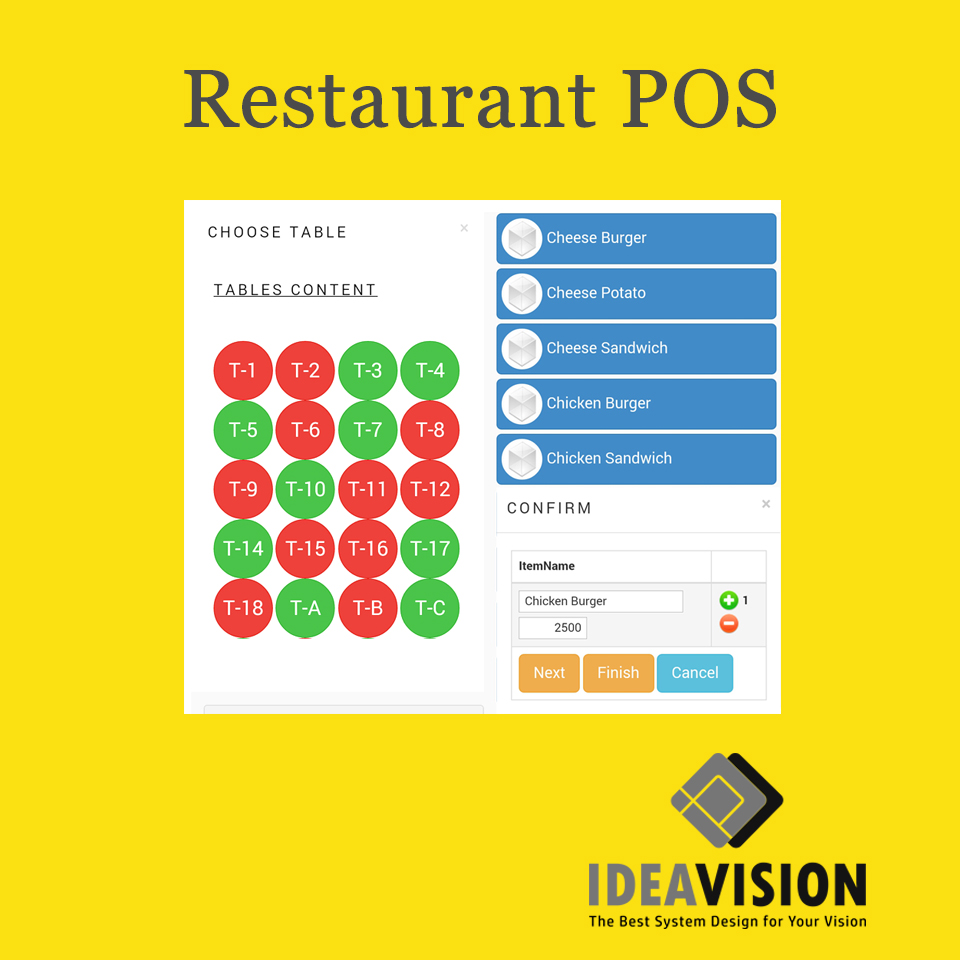 Restaurant POS
CHOOSE TABLE ×
TABLES CONTENT
T-1 T-2 T-3 T-4
T-5 T-6 T-7 T-8
T-9 T-10 T-11 T-12
T-14 T-15 T-16 T-17
T-18 T-A T-B T-C
Cheese Burger
Cheese Potato
Cheese Sandwich
Chicken Burger
Chicken Sandwich
CONFIRM ×
ItemName
Chicken Burger 1
2500
Next Finish Cancel
IDEAVISION
The Best System Design for Your Vision